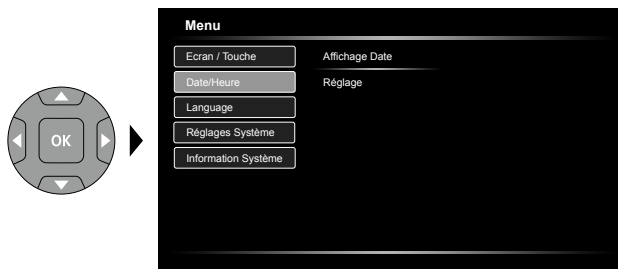 Menu
Ecran / Touche
Affichage Date
Date/Heure
Réglage
Language
Réglages Système
Information Système
OK